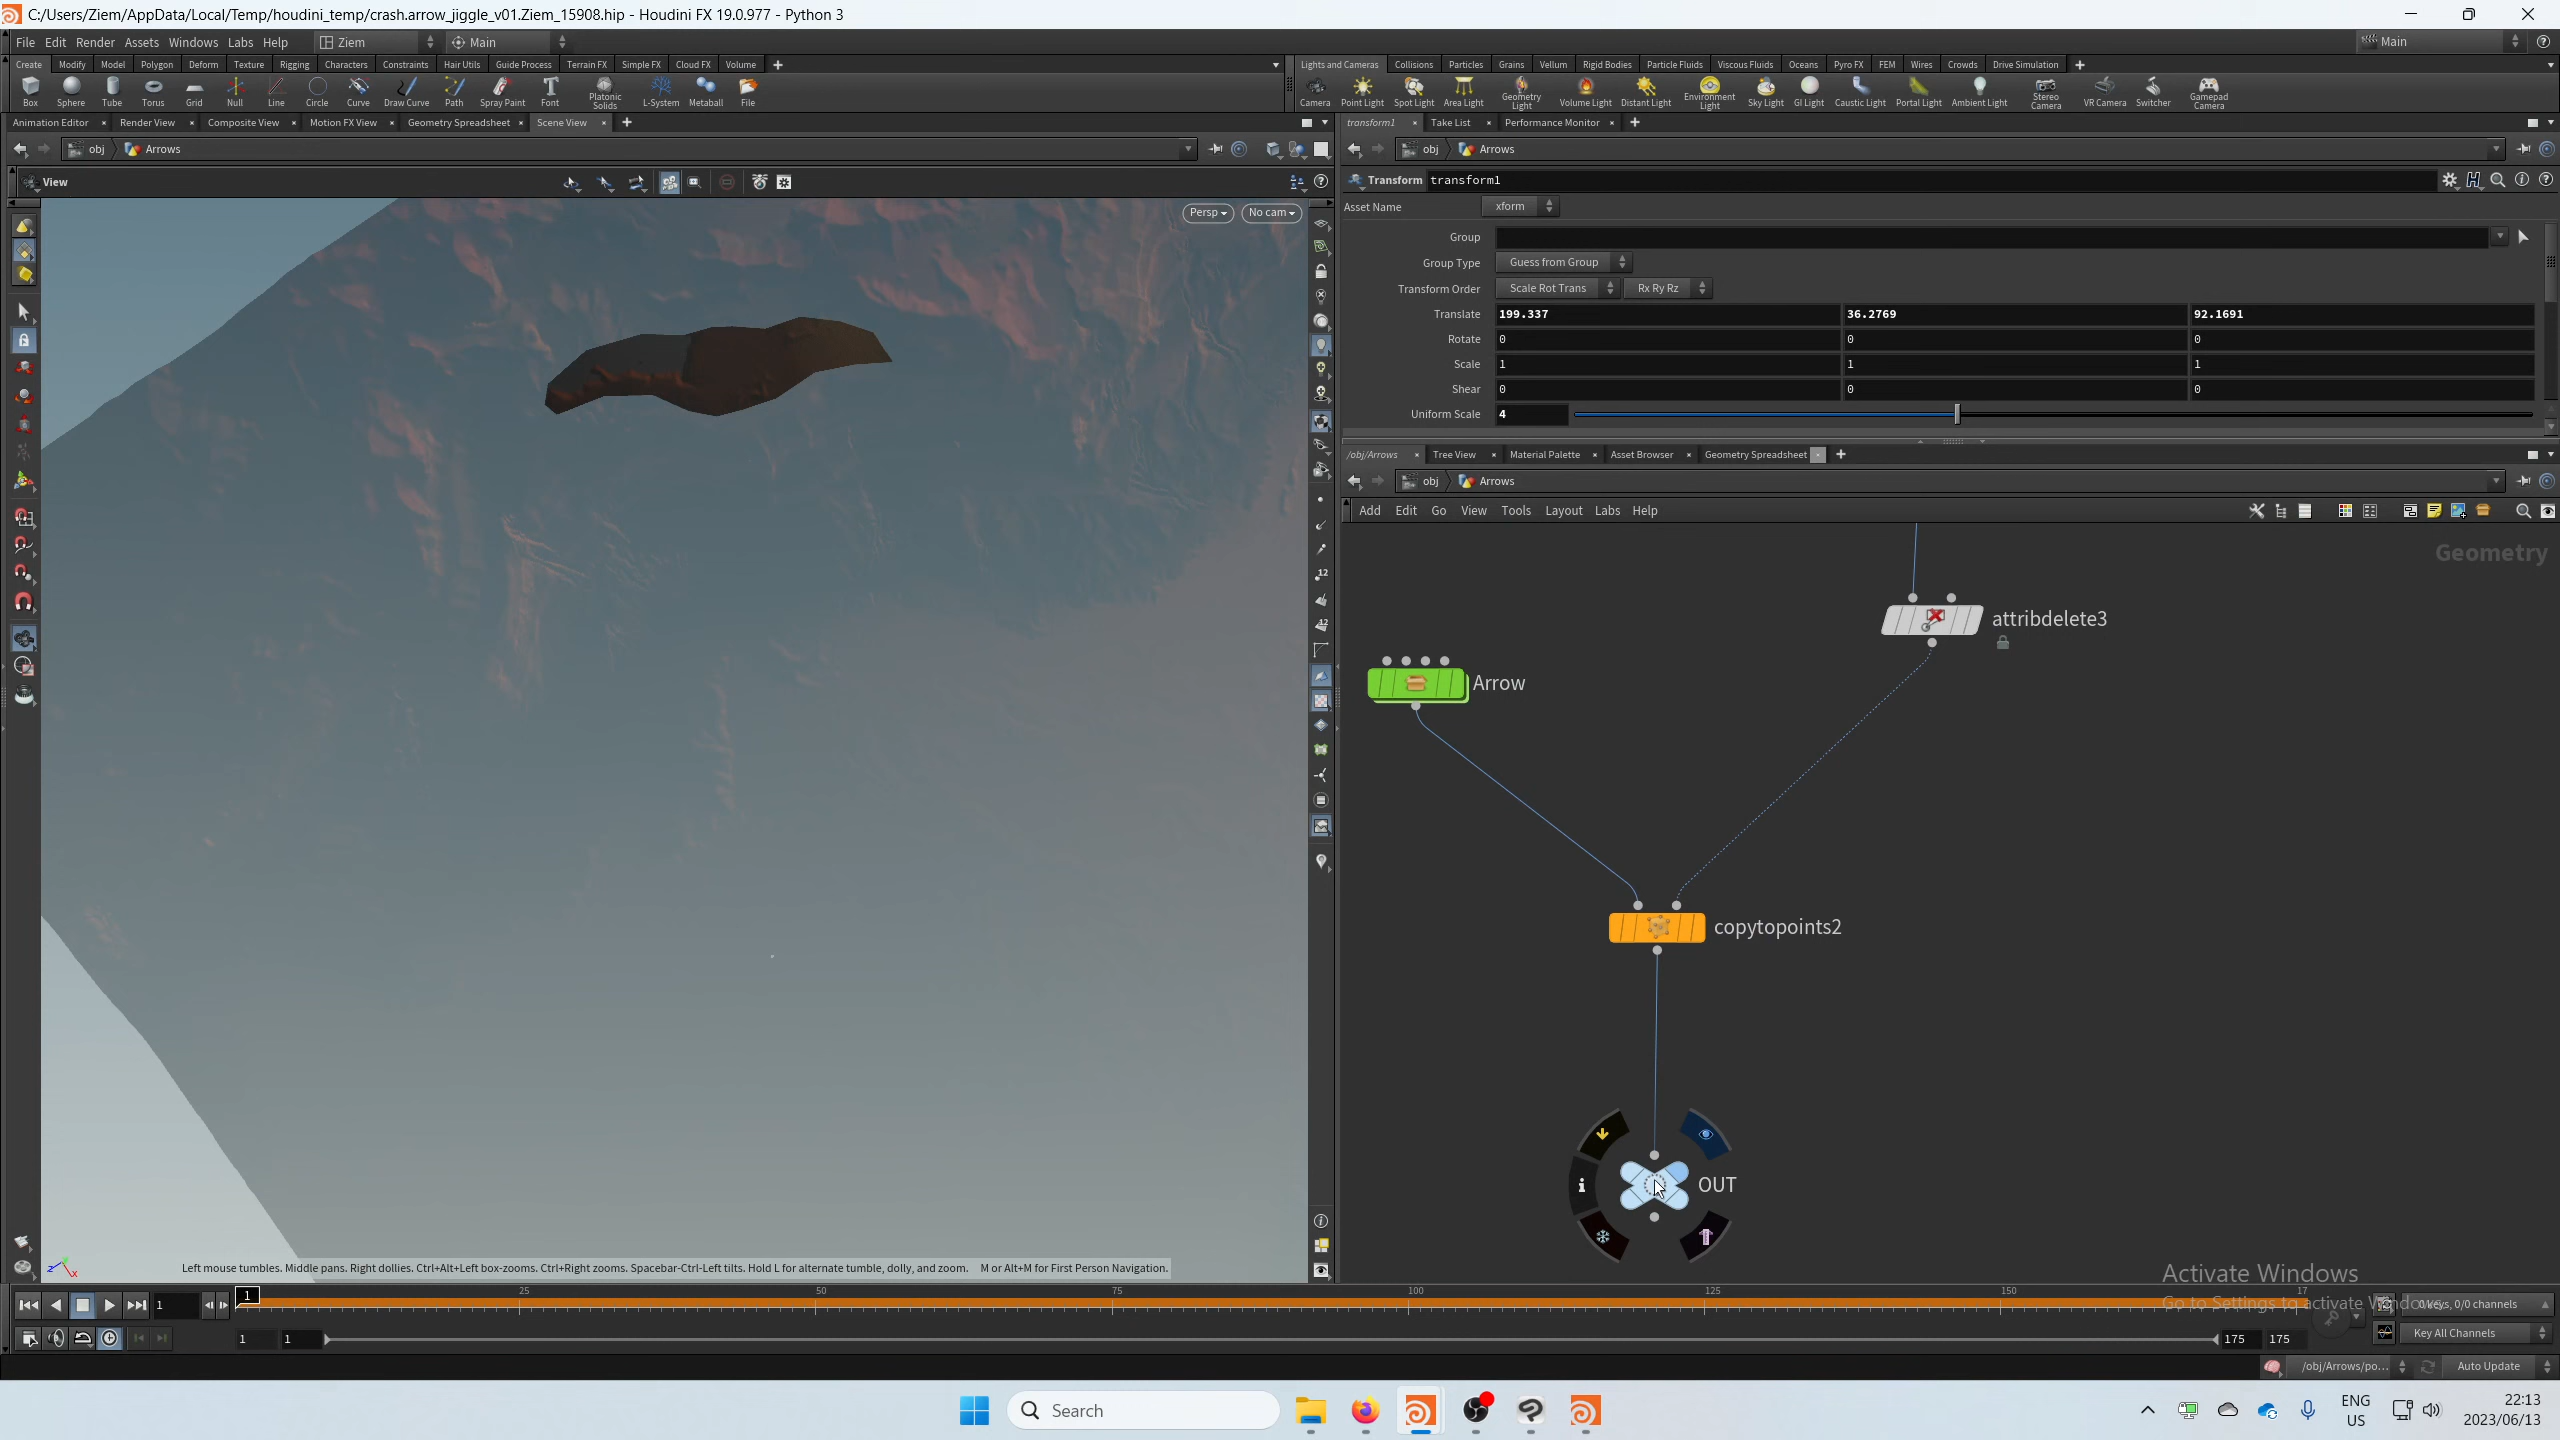 C:/Users/Ziem/AppData/Local/Temp/houdini_temp/crash.arrow_jiggle_v01.Ziem_15908.hip - Houdini FX 19.0.977 - Python 3
File Edit Render Assets Windows Labs Help Ziem Main Main
Create Modify Model Polygon Deform Texture Rigging Characters Constraints Hair Utils Guide Process Terrain FX Simple FX Cloud FX Volume
Lights and Cameras Collisions Particles Grains Vellum Rigid Bodies Particle Fluids Viscous Fluids Oceans Pyro FX FEM Wires Crowds Drive Simulation
Box Sphere Tube Torus Grid Null Line Circle Curve Draw Curve Path Spray Paint Font Platonic Solids L-System Metaball File
Camera Point Light Spot Light Area Light Geometry Light Volume Light Distant Light Environment Light Sky Light GI Light Caustic Light Portal Light Ambient Light Stereo Camera VR Camera Switcher Gamepad Camera
Animation Editor Render View Composite View Motion FX View Geometry Spreadsheet Scene View
transform1 Take List Performance Monitor
obj Arrows
obj Arrows
View
Persp No cam
Transform transform1
Asset Name xform
Group
Group Type Guess from Group
Transform Order Scale Rot Trans Rx Ry Rz
Translate 199.337 36.2769 92.1691
Rotate 0 0 0
Scale 1 1 1
Shear 0 0 0
Uniform Scale 4
/obj/Arrows Tree View Material Palette Asset Browser Geometry Spreadsheet
obj Arrows
Add Edit Go View Tools Layout Labs Help
Geometry
attribdelete3
Arrow
copytopoints2
OUT
Left mouse tumbles. Middle pans. Right dollies. Ctrl+Alt+Left box-zooms. Ctrl+Right zooms. Spacebar-Ctrl-Left tilts. Hold L for alternate tumble, dolly, and zoom. M or Alt+M for First Person Navigation.
Activate Windows
Go to Settings to activate Windows.
1 1 25 50 75 100 125 150 17
0 keys, 0/0 channels
1 1 175 175
Key All Channels
/obj/Arrows/po... Auto Update
Search
ENG
US
22:13
2023/06/13